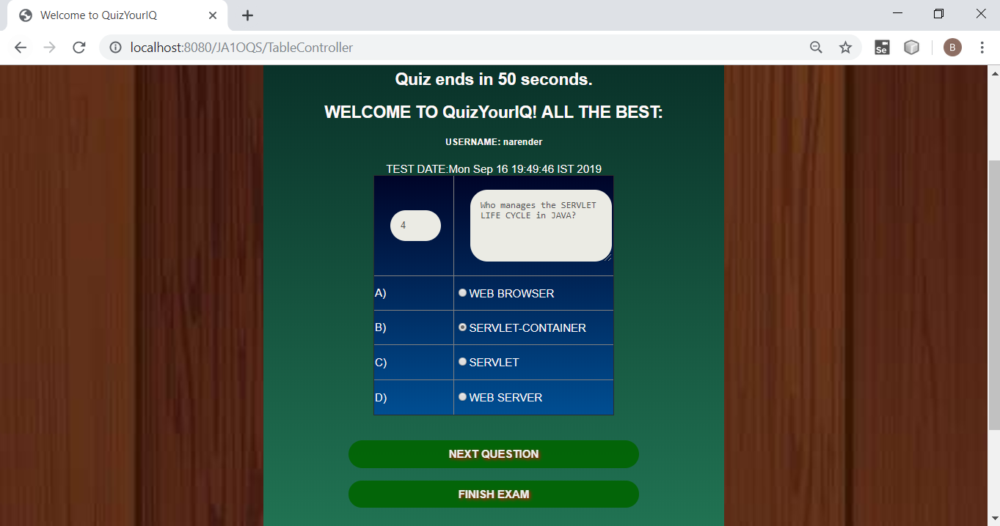 Welcome to QuizYourIQ
localhost:8080/JA1OQS/TableController
Se
B
Quiz ends in 50 seconds.
WELCOME TO QuizYourIQ! ALL THE BEST:
USERNAME: narender
TEST DATE:Mon Sep 16 19:49:46 IST 2019
4
Who manages the SERVLET
LIFE CYCLE in JAVA?
A) WEB BROWSER
B) SERVLET-CONTAINER
C) SERVLET
D) WEB SERVER
NEXT QUESTION
FINISH EXAM